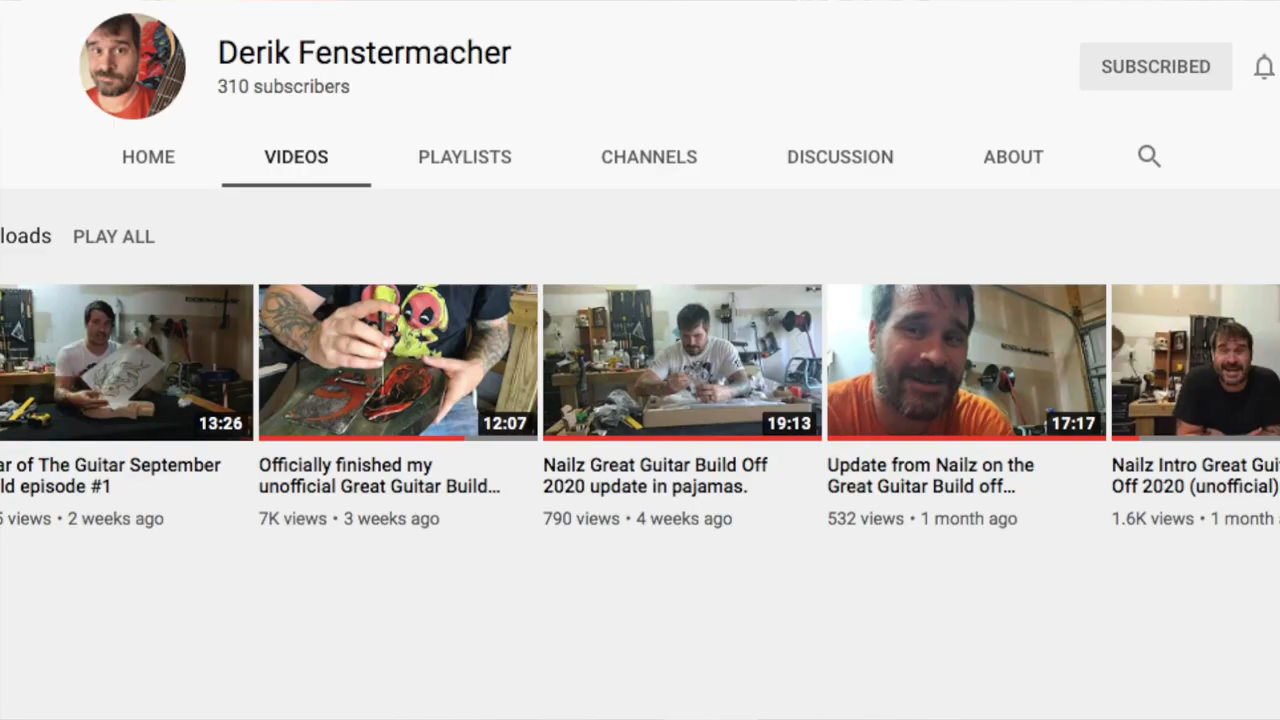 Derik Fenstermacher
310 subscribers
SUBSCRIBED
HOME VIDEOS PLAYLISTS CHANNELS DISCUSSION ABOUT
loads PLAY ALL
13:26 12:07 19:13 17:17
ar of The Guitar September
ld episode #1
5 views • 2 weeks ago
Officially finished my
unofficial Great Guitar Build...
7K views • 3 weeks ago
Nailz Great Guitar Build Off
2020 update in pajamas.
790 views • 4 weeks ago
Update from Nailz on the
Great Guitar Build off...
532 views • 1 month ago
Nailz Intro Great Gui
Off 2020 (unofficial)
1.6K views • 1 month